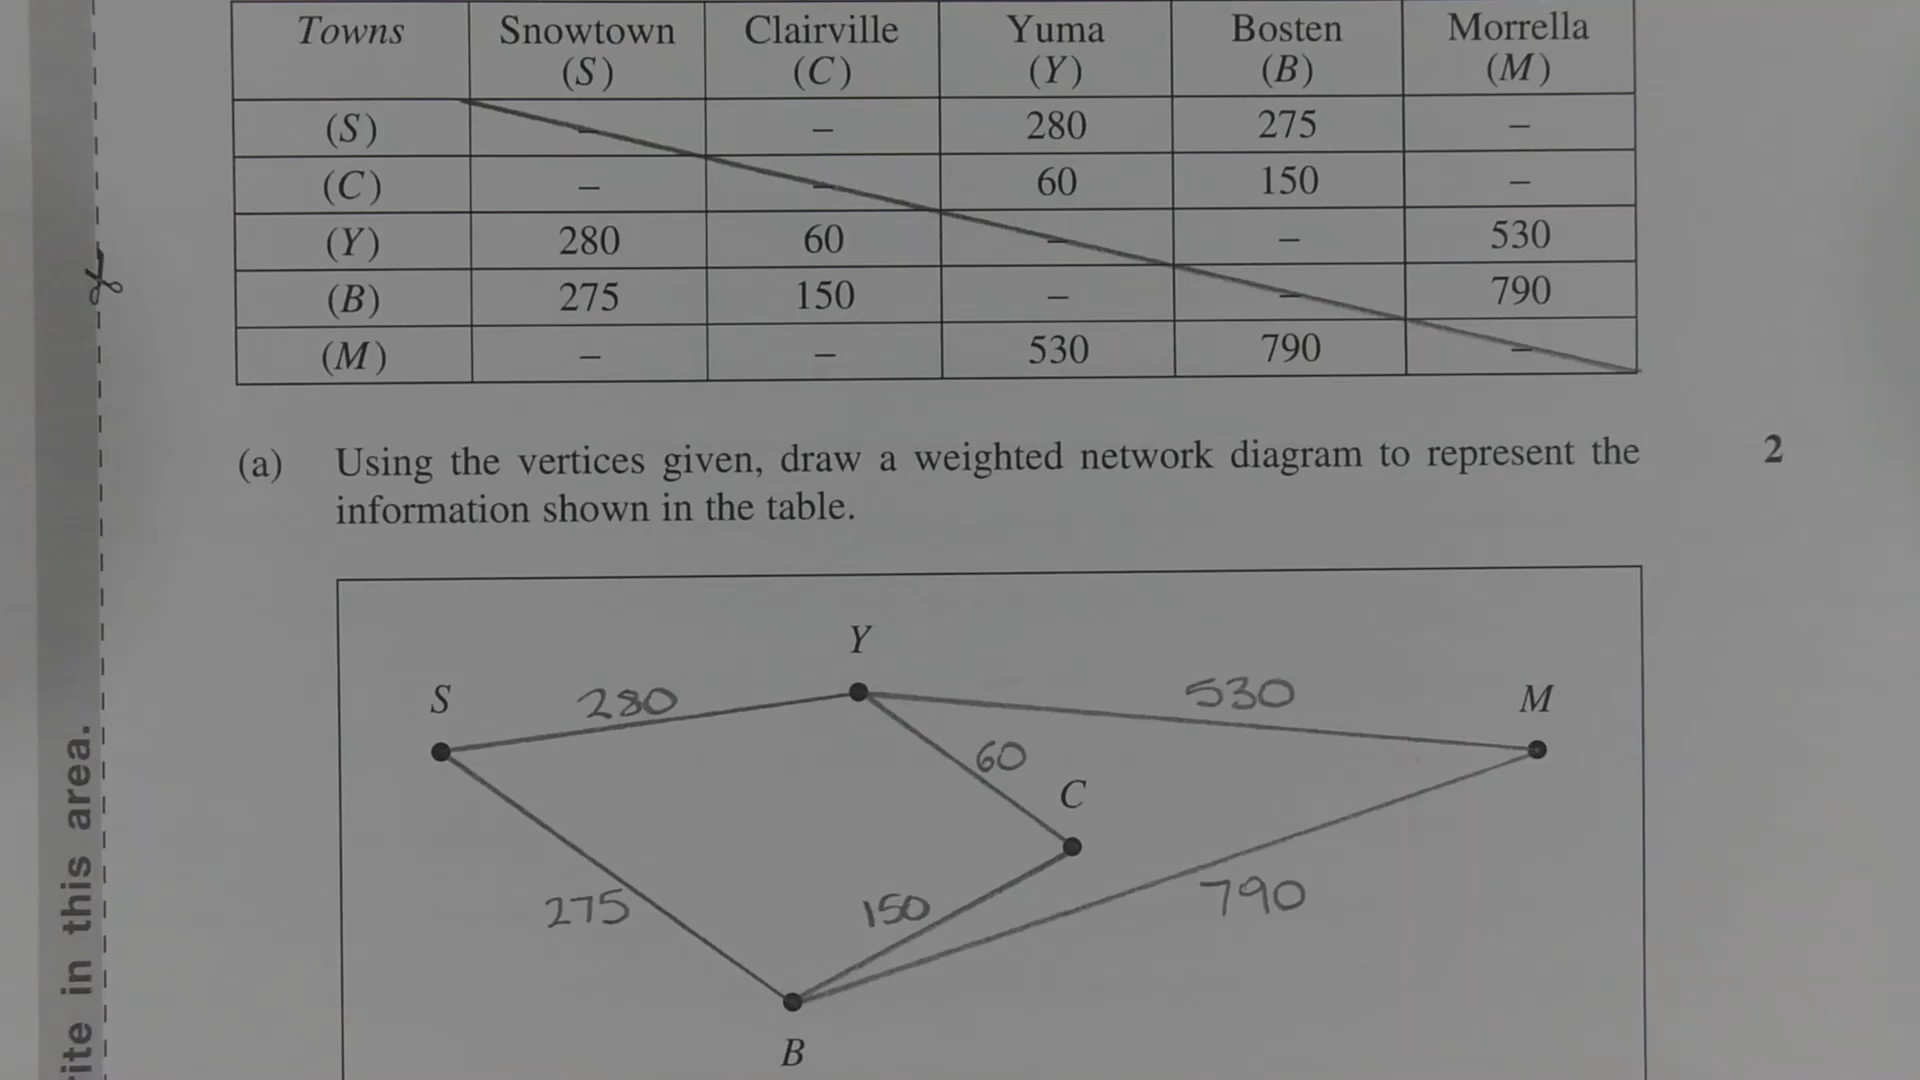 Towns Snowtown (S) Clairville (C) Yuma (Y) Bosten (B) Morrella (M)
(S) – – 280 275 –
(C) – – 60 150 –
(Y) 280 60 – – 530
(B) 275 150 – – 790
(M) – – 530 790 –
(a) Using the vertices given, draw a weighted network diagram to represent the 2
information shown in the table.
Y
S 280 530 M
60
C
275 150 790
B
rite in this area.